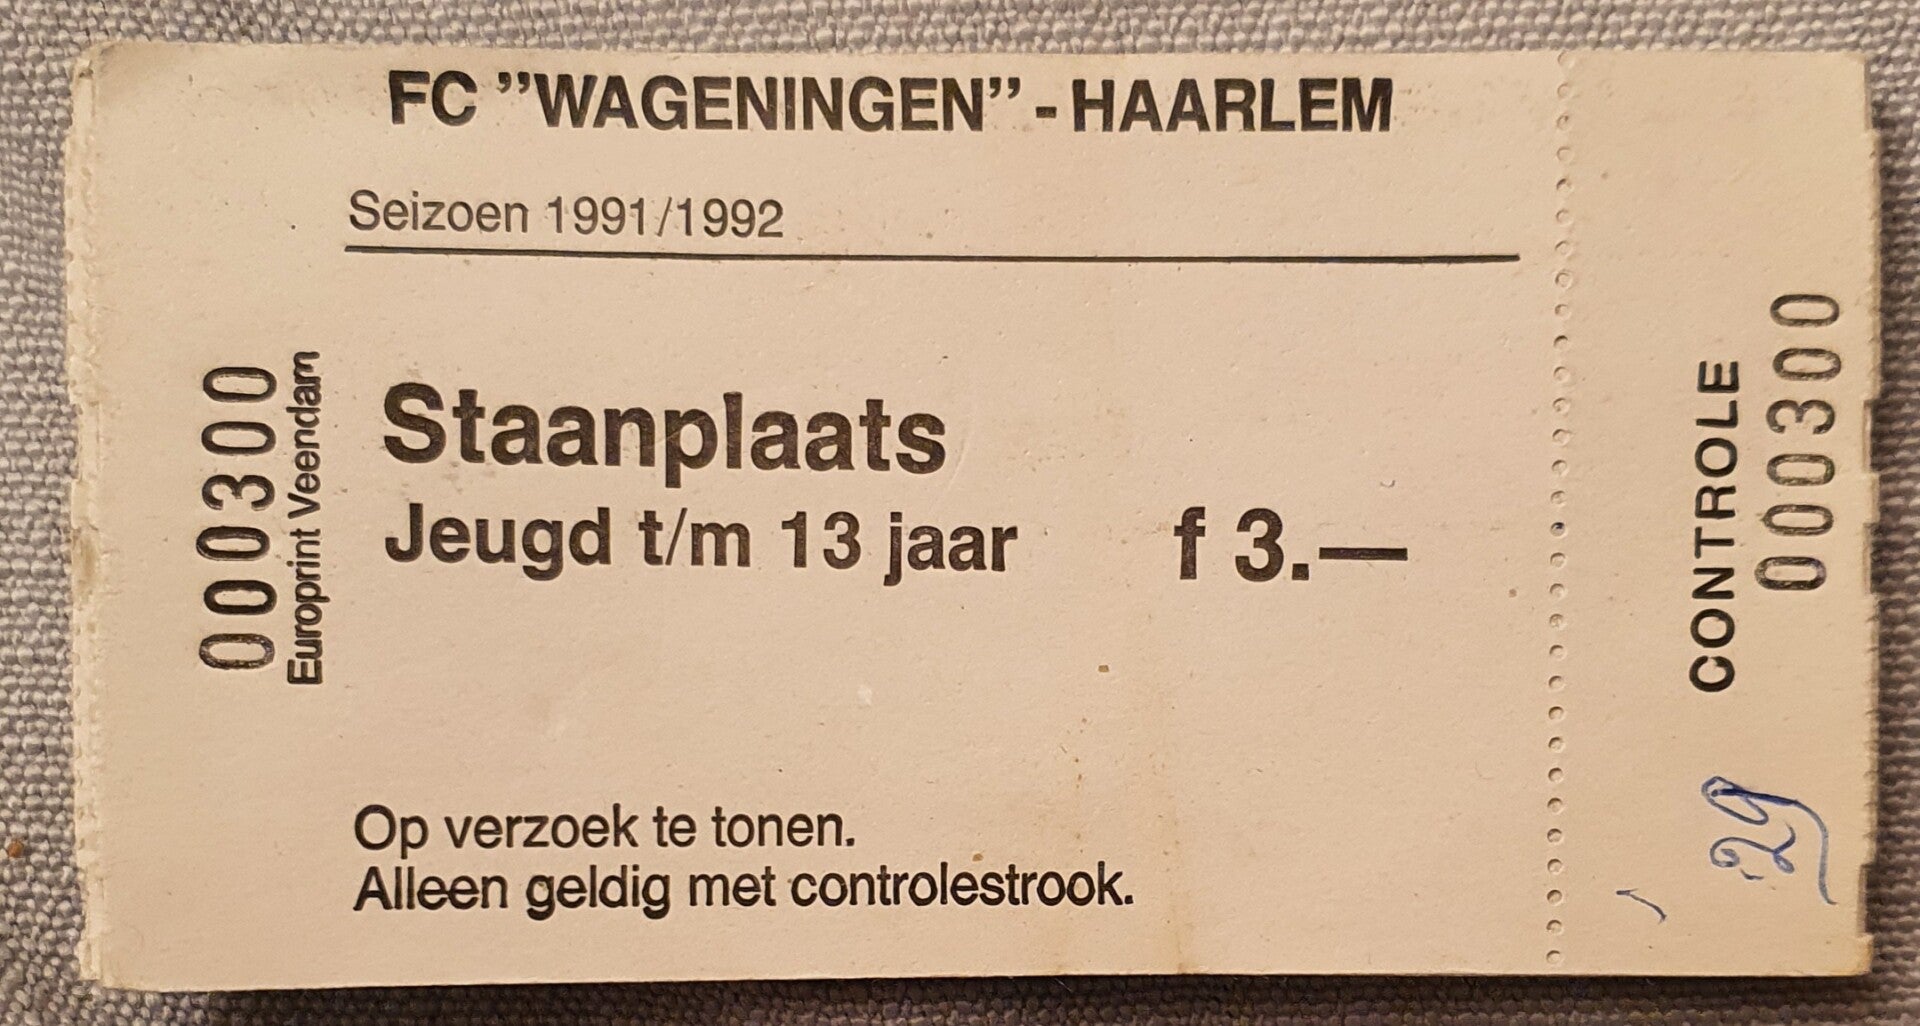 FC ”WAGENINGEN” - HAARLEM
Seizoen 1991/1992
000300
Europrint Veendam
Staanplaats
Jeugd t/m 13 jaar f 3.—
Op verzoek te tonen.
Alleen geldig met controlestrook.
CONTROLE
000300
29